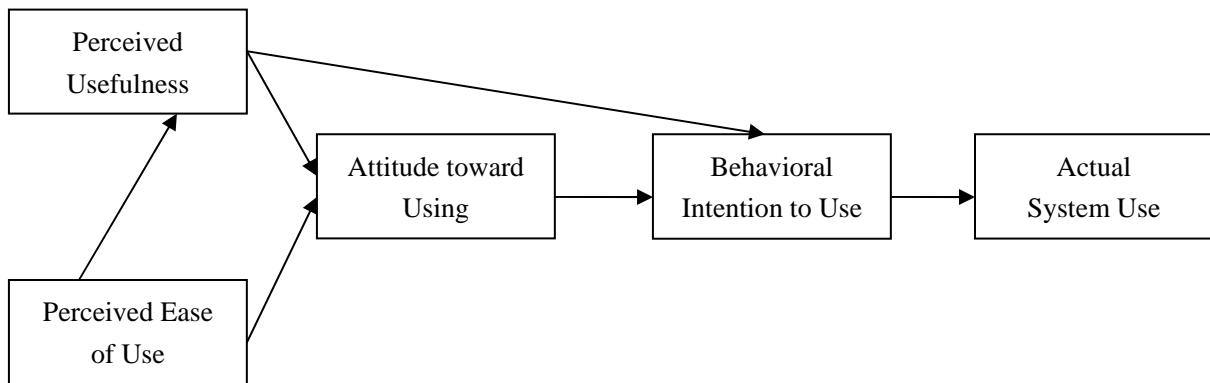 Perceived
Usefulness
Attitude toward
Using
Behavioral
Intention to Use
Actual
System Use
Perceived Ease
of Use